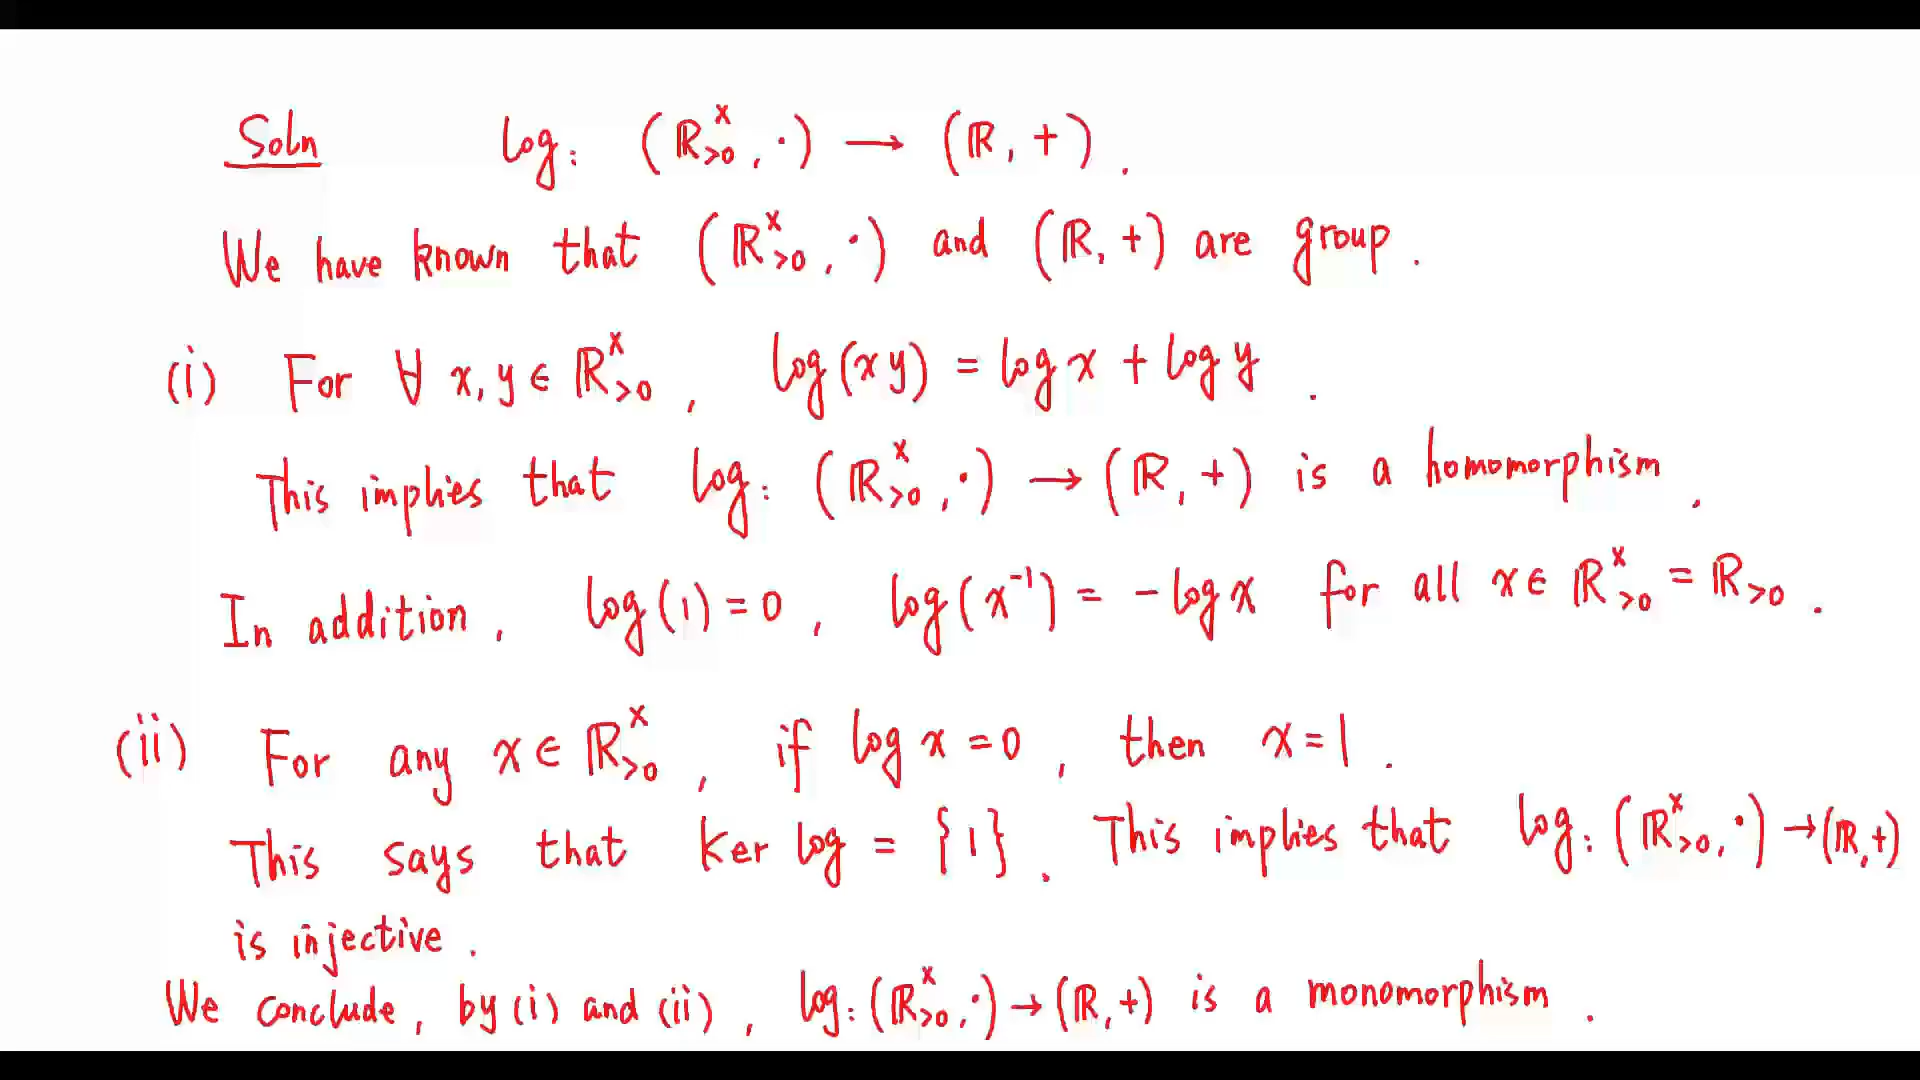 Soln log: (ℝ^×_{>0}, ·) → (ℝ, +).
We have known that (ℝ^×_{>0}, ·) and (ℝ, +) are group.
(i) For ∀ x, y ∈ ℝ^×_{>0}, log(xy) = log x + log y.
This implies that log: (ℝ^×_{>0}, ·) → (ℝ, +) is a homomorphism.
In addition, log(1) = 0, log(x^{-1}) = - log x for all x ∈ ℝ^×_{>0} = ℝ_{>0}.
(ii) For any x ∈ ℝ^×_{>0}, if log x = 0, then x = 1.
This says that Ker log = {1}. This implies that log: (ℝ^×_{>0}, ·) → (ℝ, +)
is injective.
We conclude, by (i) and (ii), log: (ℝ^×_{>0}, ·) → (ℝ, +) is a monomorphism.